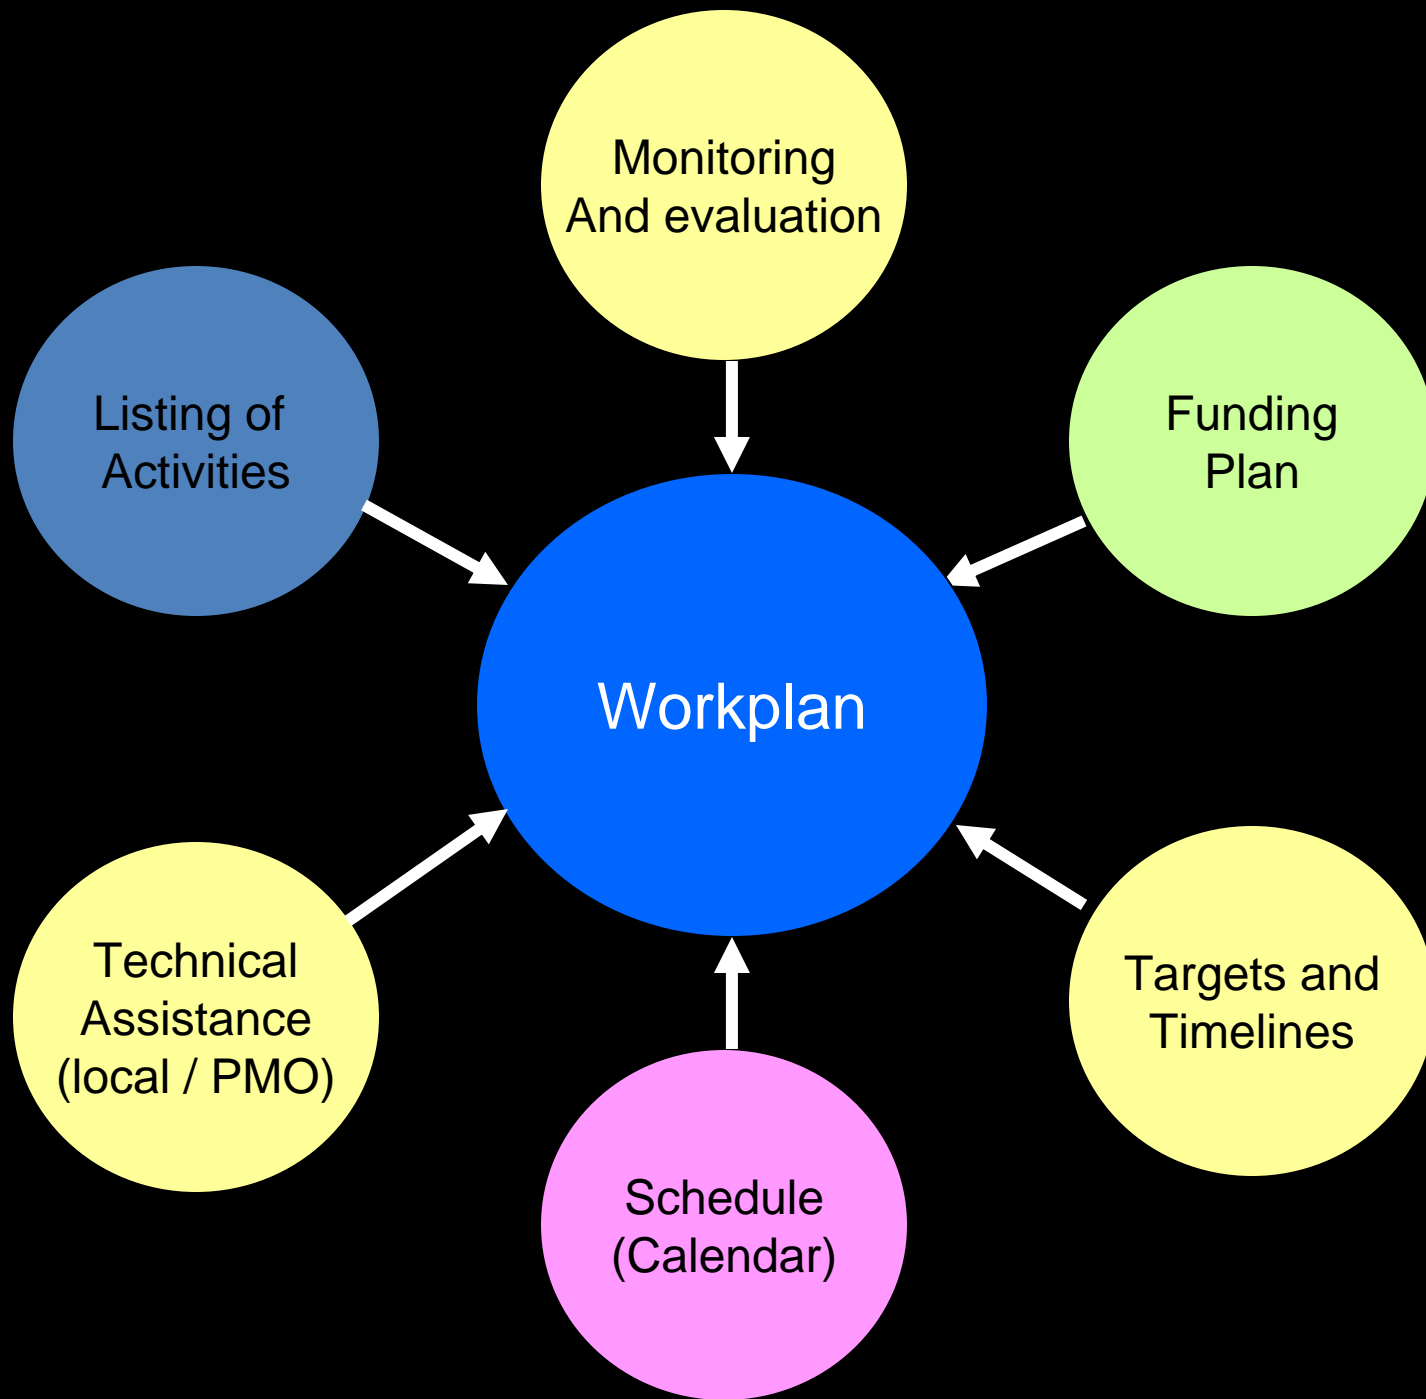 Monitoring
And evaluation
Listing of
Activities
Funding
Plan
Workplan
Technical
Assistance
(local / PMO)
Targets and
Timelines
Schedule
(Calendar)